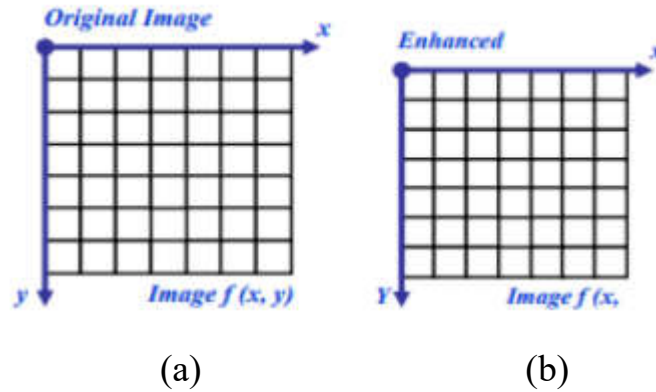 Original Image
x
y
Image f (x, y)
(a)
Enhanced
x
Y
Image f (x,
(b)